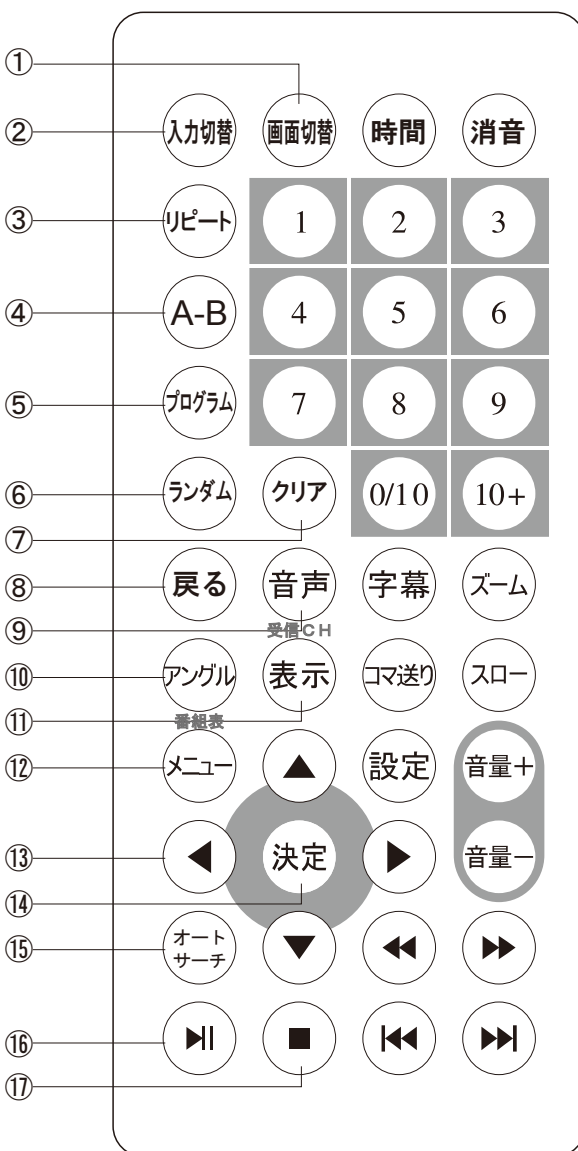 ①
② 入力切替 画面切替 時間 消音
③ リピート 1 2 3
④ A-B 4 5 6
⑤ プログラム 7 8 9
⑥ ランダム クリア 0/10 10+
⑦
⑧ 戻る 音声 字幕 ズーム
⑨ 受信CH
⑩ アングル 表示 コマ送り スロー
⑪ 番組表
⑫ メニュー ▲ 設定 音量+
⑬ ◀ 決定 ▶ 音量-
⑭
⑮ オート
サーチ ▼ ◀◀ ▶▶
⑯ ▶|| ■ |◀◀ ▶▶|
⑰